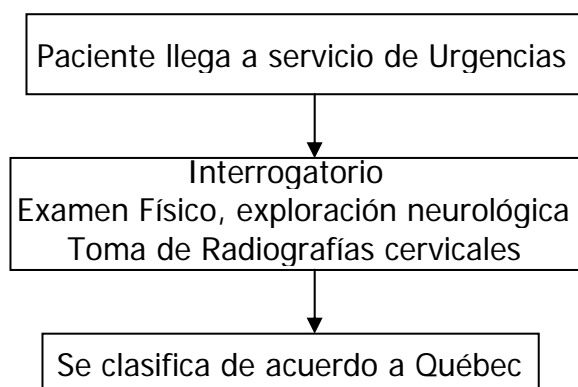 Paciente llega a servicio de Urgencias
Interrogatorio
Examen Físico, exploración neurológica
Toma de Radiografías cervicales
Se clasifica de acuerdo a Québec